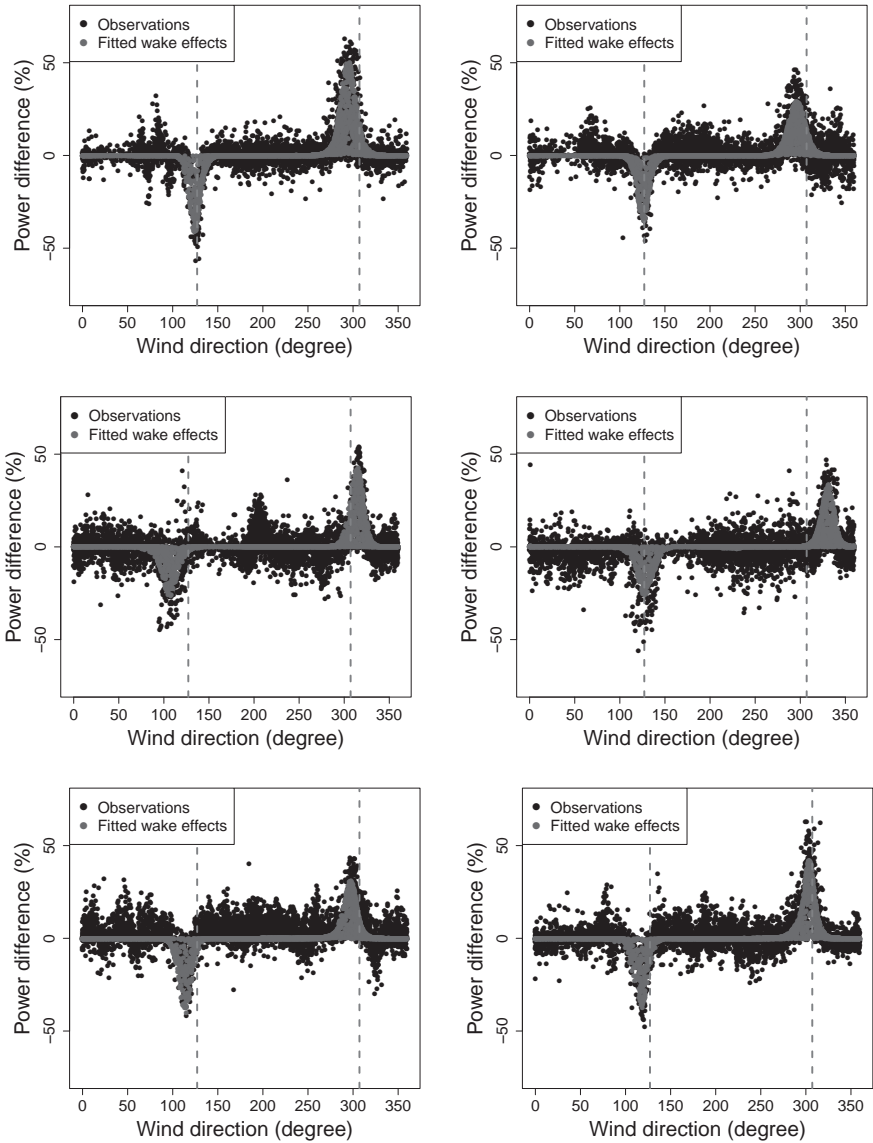 Observations
Fitted wake effects
Power difference (%)
50
0
−50
0 50 100 150 200 250 300 350
Wind direction (degree)
Observations
Fitted wake effects
Power difference (%)
50
0
−50
0 50 100 150 200 250 300 350
Wind direction (degree)
Observations
Fitted wake effects
Power difference (%)
50
0
−50
0 50 100 150 200 250 300 350
Wind direction (degree)
Observations
Fitted wake effects
Power difference (%)
50
0
−50
0 50 100 150 200 250 300 350
Wind direction (degree)
Observations
Fitted wake effects
Power difference (%)
50
0
−50
0 50 100 150 200 250 300 350
Wind direction (degree)
Observations
Fitted wake effects
Power difference (%)
50
0
−50
0 50 100 150 200 250 300 350
Wind direction (degree)